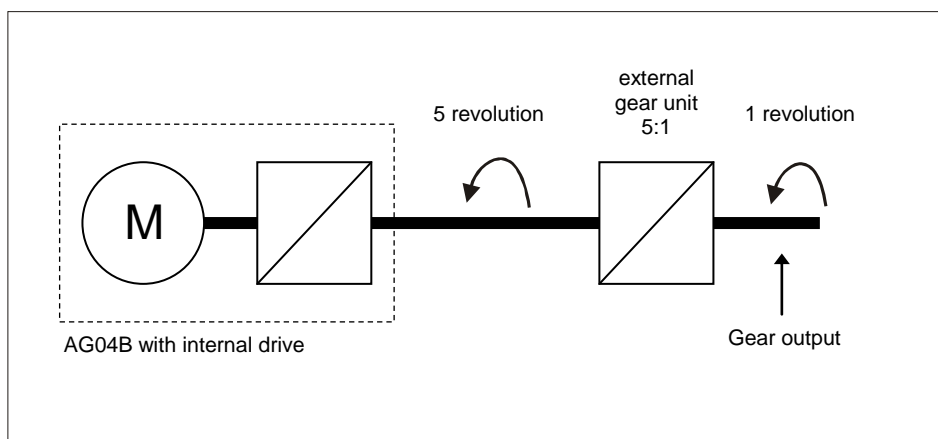 external
gear unit
5:1
5 revolution
1 revolution
M
AG04B with internal drive
Gear output